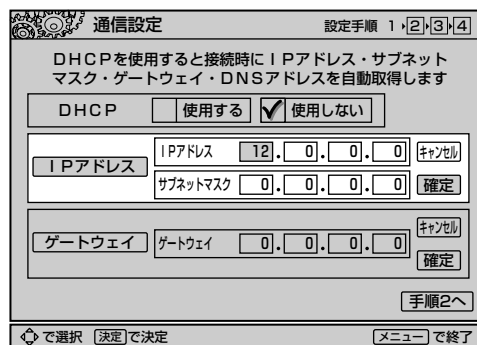 通信設定 設定手順 1 2 3 4
DHCPを使用すると接続時にIPアドレス・サブネット
マスク・ゲートウェイ・DNSアドレスを自動取得します
DHCP 使用する 使用しない
IPアドレス
IPアドレス 12. 0. 0. 0 キャンセル
サブネットマスク 0. 0. 0. 0 確定
ゲートウェイ
ゲートウェイ 0. 0. 0. 0 キャンセル
確定
手順2へ
で選択 決定で決定 メニューで終了